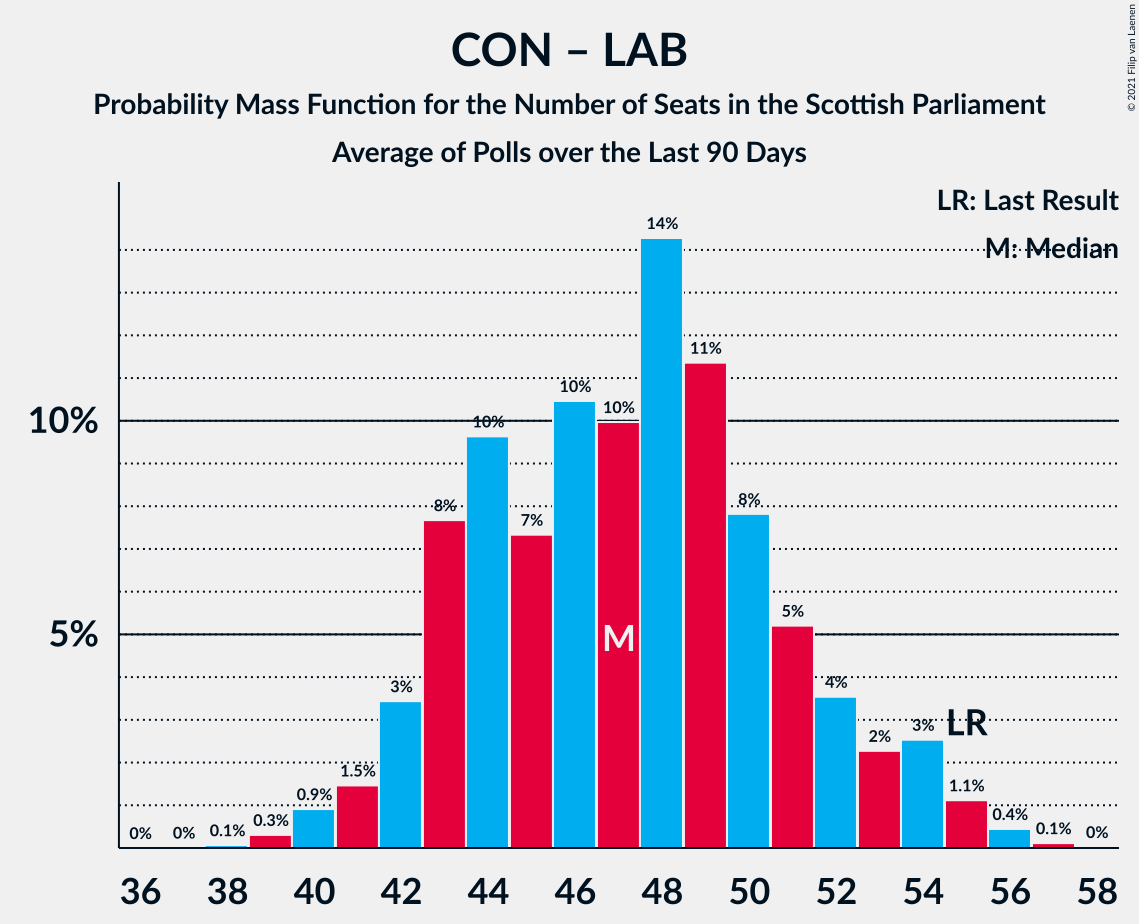 CON – LAB
Probability Mass Function for the Number of Seats in the Scottish Parliament
Average of Polls over the Last 90 Days
© 2021 Filip van Laenen
LR: Last Result
M: Median
10%
5%
0%
0%
0.1%
0.3%
0.9%
1.5%
3%
8%
10%
7%
10%
10%
14%
11%
8%
5%
4%
2%
3%
1.1%
0.4%
0.1%
0%
M
LR
36 38 40 42 44 46 48 50 52 54 56 58